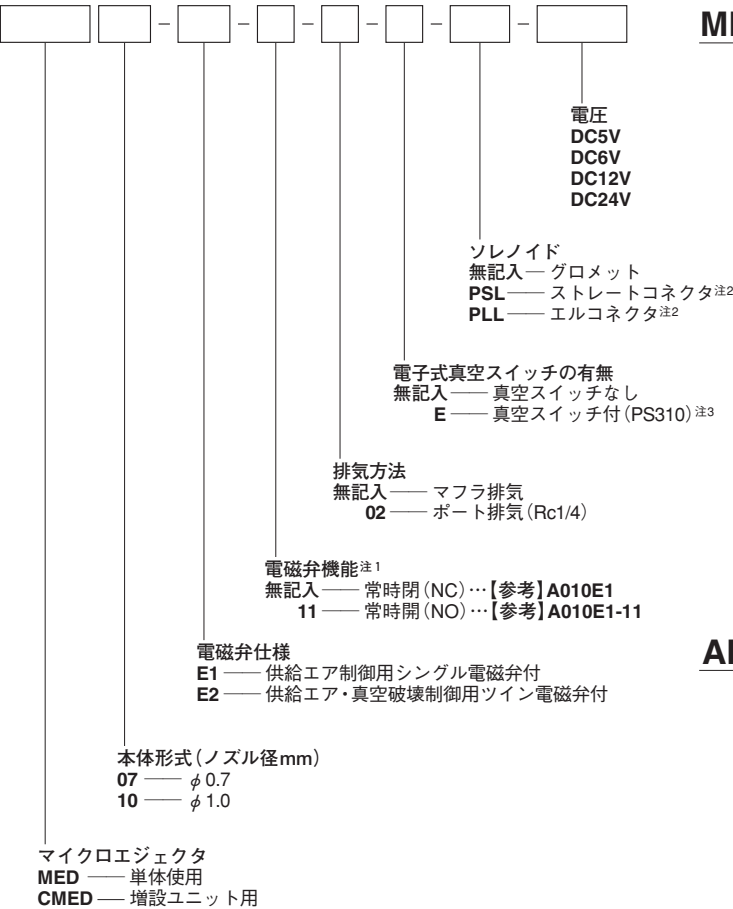 MI
電圧
DC5V
DC6V
DC12V
DC24V
ソレノイド
無記入― グロメット
PSL―― ストレートコネクタ注2
PLL―― エルコネクタ注2
電子式真空スイッチの有無
無記入―― 真空スイッチなし
E―― 真空スイッチ付(PS310)注3
排気方法
無記入―― マフラ排気
02―― ポート排気(Rc1/4)
電磁弁機能注1
無記入―― 常時閉(NC)…【参考】A010E1
11―― 常時開(NO)…【参考】A010E1-11
電磁弁仕様
E1―― 供給エア制御用シングル電磁弁付
E2―― 供給エア・真空破壊制御用ツイン電磁弁付
本体形式(ノズル径mm)
07―― φ0.7
10―― φ1.0
マイクロエジェクタ
MED―― 単体使用
CMED― 増設ユニット用